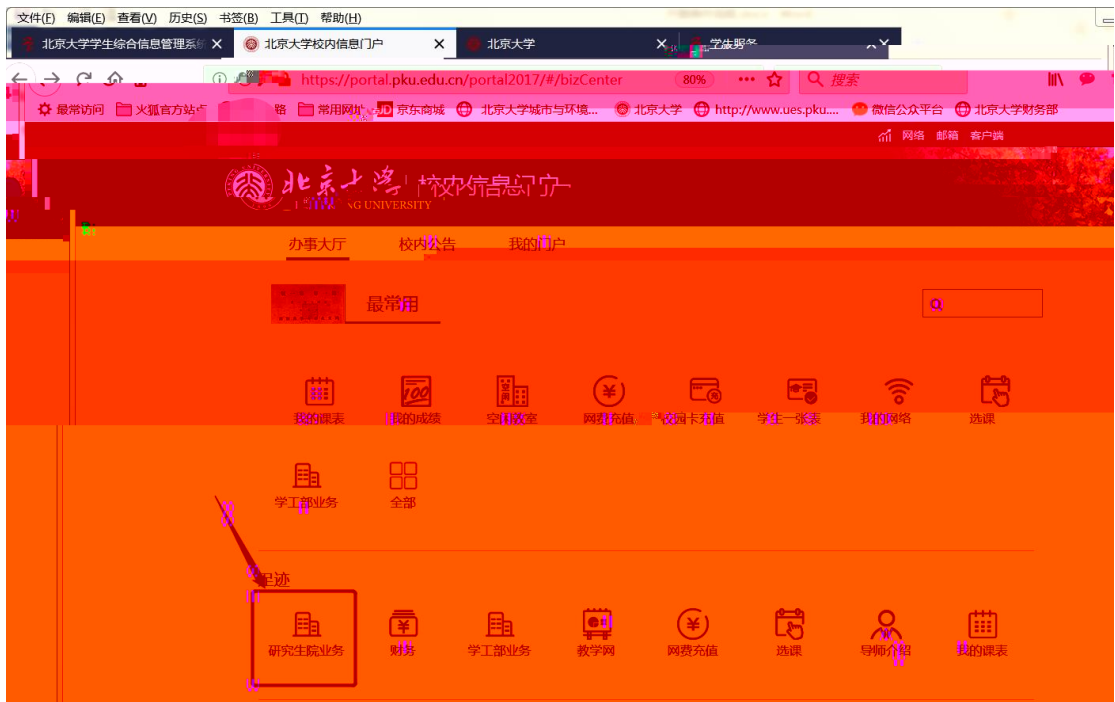 文件(F) 编辑(E) 查看(V) 历史(S) 书签(B) 工具(T) 帮助(H)
北京大学学生综合信息管理系统 × 北京大学校内信息门户 × 北京大学 ×
https://portal.pku.edu.cn/portal2017/#/bizCenter 80% ••• 搜索
最常访问 火狐官方站点 常用网址 JD 京东商城 北京大学城市与环境... 北京大学 http://www.ues.pku.... 微信公众平台 北京大学财务部
网络 邮箱 客户端
北京大学 校内信息门户
NG UNIVERSITY
办事大厅 校内公告 我的门户
最常用
我的课表 我的成绩 空闲教室 网费充值 校园卡充值 学生一张表 我的网络 选课
学工部业务 全部
足迹
研究生院业务 财务 学工部业务 教学网 网费充值 选课 导师介绍 我的课表